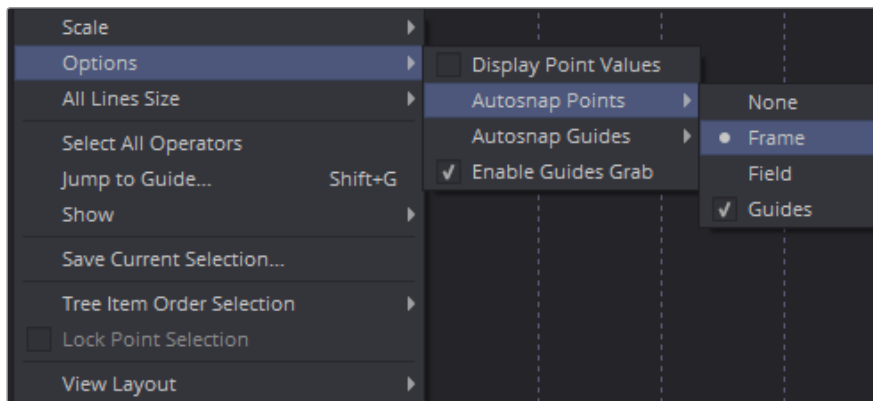 Scale
Options
All Lines Size
Select All Operators
Jump to Guide... Shift+G
Show
Save Current Selection...
Tree Item Order Selection
Lock Point Selection
View Layout
Display Point Values
Autosnap Points
Autosnap Guides
Enable Guides Grab
None
Frame
Field
Guides